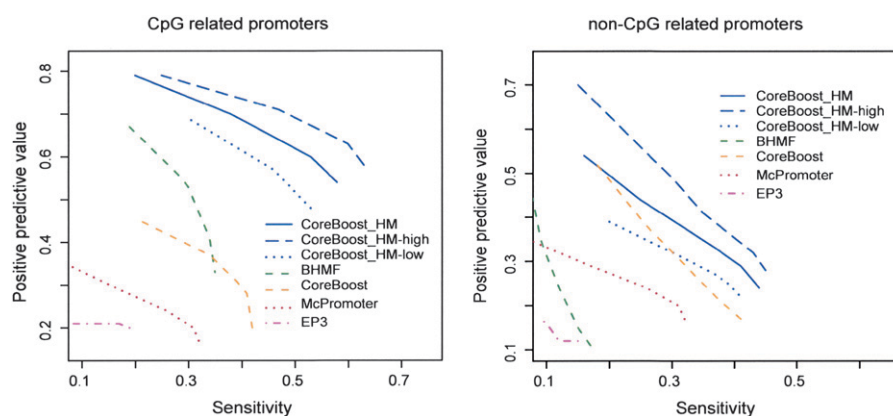 CpG related promoters
Positive predictive value
0.8
0.6
0.4
0.2
CoreBoost_HM
CoreBoost_HM-high
CoreBoost_HM-low
BHMF
CoreBoost
McPromoter
EP3
0.1 0.3 0.5 0.7
Sensitivity
non-CpG related promoters
Positive predictive value
0.7
0.5
0.3
0.1
CoreBoost_HM
CoreBoost_HM-high
CoreBoost_HM-low
BHMF
CoreBoost
McPromoter
EP3
0.1 0.3 0.5
Sensitivity